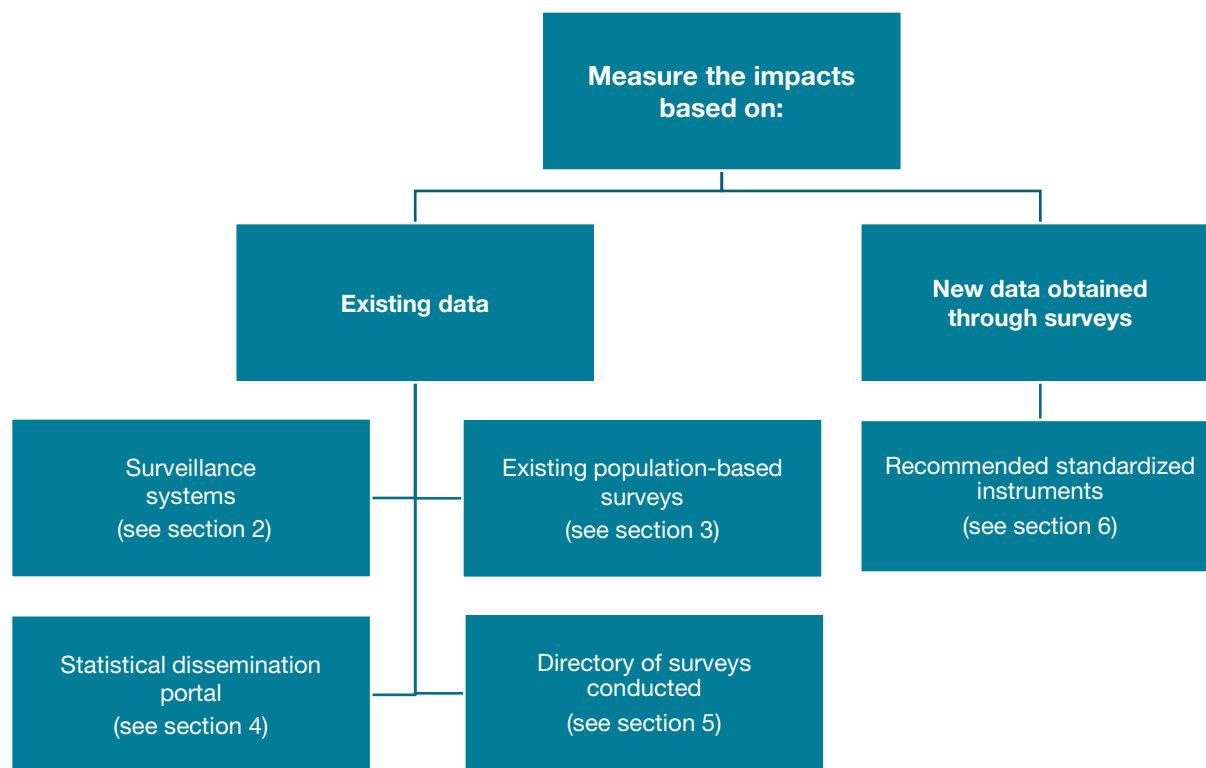 Measure the impacts
based on:
Existing data
New data obtained
through surveys
Surveillance
systems
(see section 2)
Existing population-based
surveys
(see section 3)
Recommended standardized
instruments
(see section 6)
Statistical dissemination
portal
(see section 4)
Directory of surveys
conducted
(see section 5)